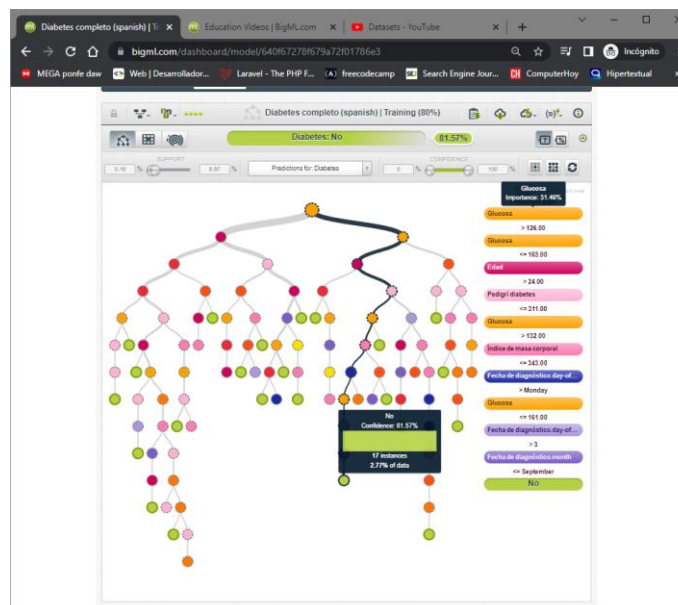 Diabetes completo (spanish) | Tr
Education Videos | BigML.com
Datasets - YouTube
bigml.com/dashboard/model/640f67278f679a72f01786e3
Incógnito
MEGA ponfe daw
Web | Desarrollador...
Laravel - The PHP F...
freecodecamp
Search Engine Jour...
ComputerHoy
Hipertextual
Diabetes completo (spanish) | Training (80%)
Diabetes: No
81.57%
SUPPORT
%
%
Predictions for: Diabetes
CONFIDENCE
0 %
100 %
Glucosa
Importance: 31.40%
Glucosa
> 126.00
Glucosa
<= 165.00
Edad
> 24.00
Pedigrí diabetes
<= 311.00
Glucosa
> 132.00
Índice de masa corporal
<= 343.00
Fecha de diagnóstico.day-of...
> Monday
Glucosa
<= 161.00
Fecha de diagnóstico.day-of...
> 3
Fecha de diagnóstico.month
<= September
No
No
Confidence: 81.57%
17 instances
2.77% of data